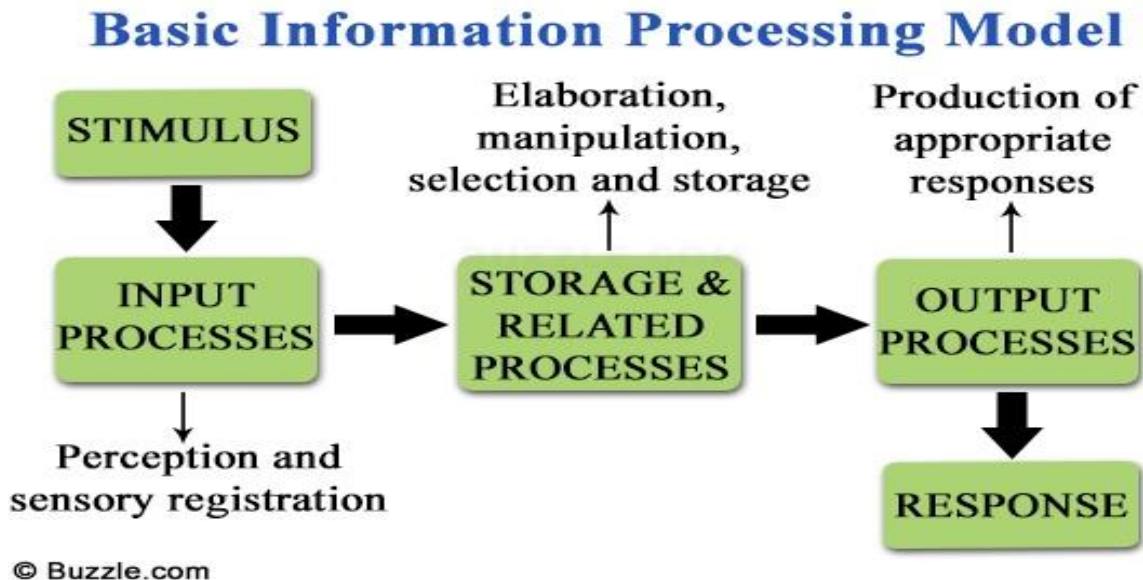 Basic Information Processing Model
STIMULUS
Elaboration,
manipulation,
selection and storage
Production of
appropriate
responses
INPUT
PROCESSES
STORAGE &
RELATED
PROCESSES
OUTPUT
PROCESSES
Perception and
sensory registration
RESPONSE
© Buzzle.com